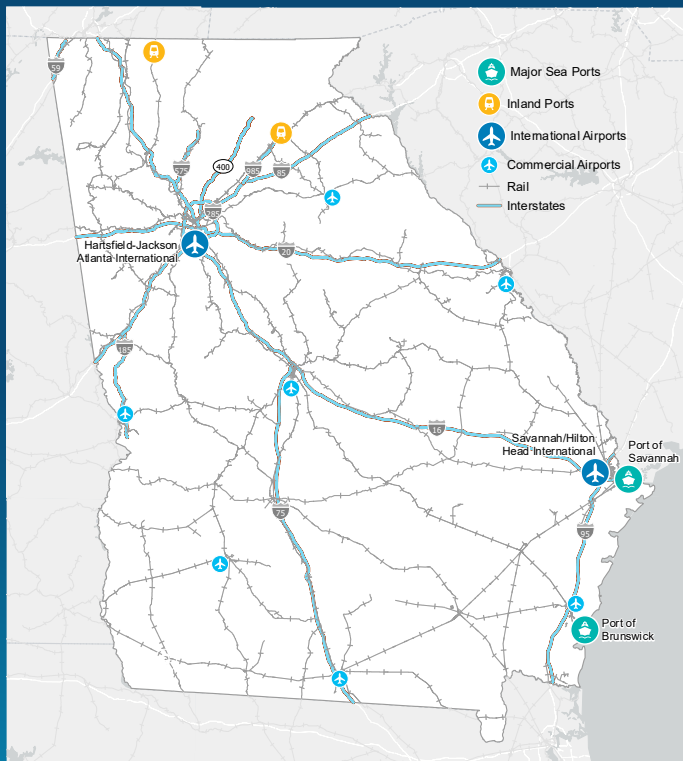 Major Sea Ports
Inland Ports
International Airports
Commercial Airports
Rail
Interstates
59
575
400
985
85
285
Hartsfield-Jackson
Atlanta International
20
185
16
Savannah/Hilton
Head International
Port of
Savannah
75
95
Port of
Brunswick